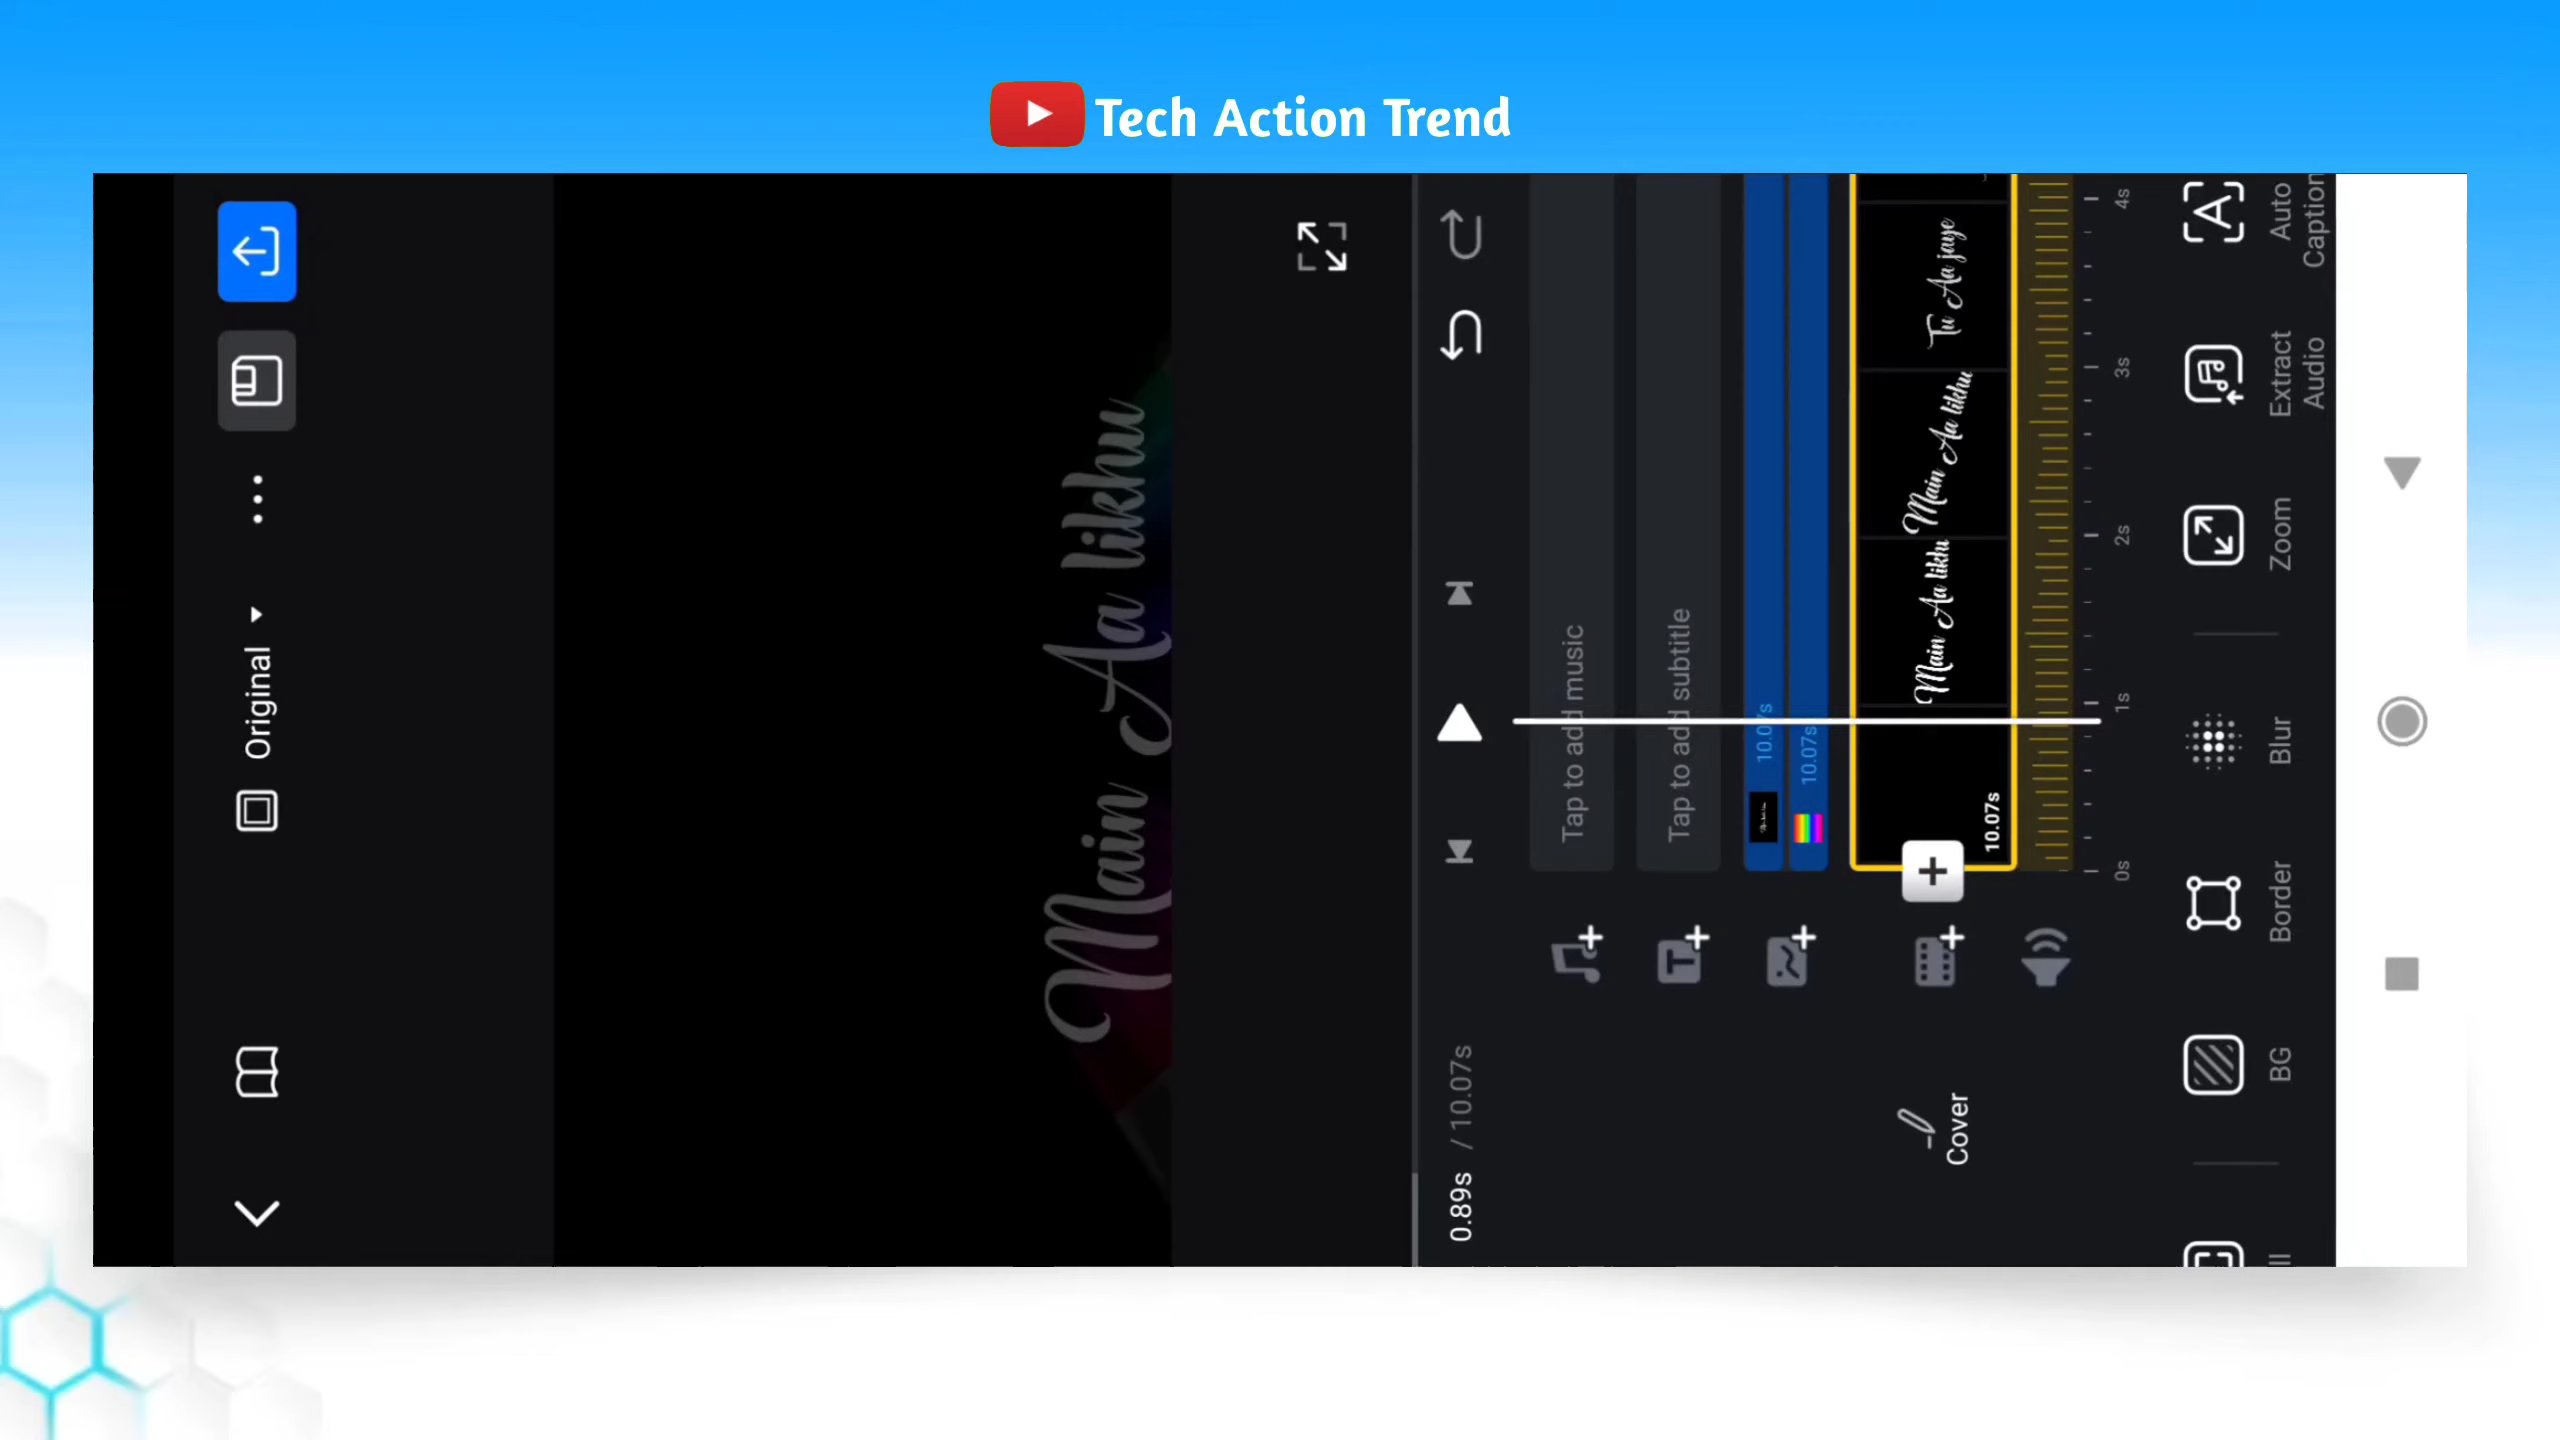 Tech Action Trend
Original
Main Aa likhu
0.89s / 10.07s
Tap to add music
Tap to add subtitle
10.07s
10.07s
Main Aa likhu
Main Aa likhu
Tu Aa jaye
10.07s
Cover
0s
1s
2s
3s
4s
BG
Border
Blur
Zoom
Extract
Audio
Auto
Caption